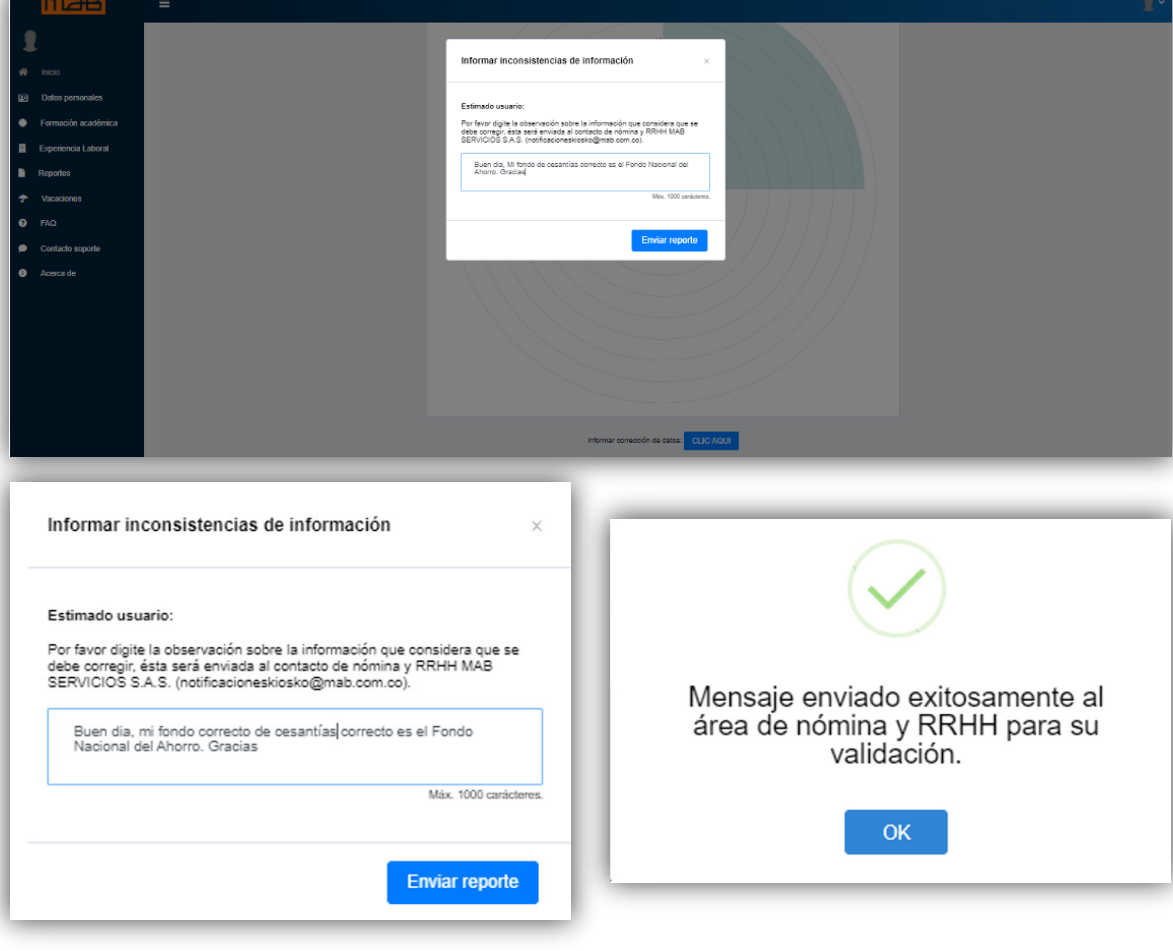 mab
Inicio
Datos personales
Formación académica
Experiencia Laboral
Reportes
Vacaciones
FAQ
Contacto soporte
Acerca de
Informar inconsistencias de información
×
Estimado usuario:
Por favor digite la observación sobre la información que considera que se
debe corregir, ésta será enviada al contacto de nómina y RRHH MAB
SERVICIOS S.A.S. (notificacioneskiosko@mab.com.co).
Buen dia, Mi fondo de cesantías correcto es el Fondo Nacional del
Ahorro. Gracias
Máx. 1000 carácteres.
Enviar reporte
Informar corrección de datos: CLIC AQUI
Informar inconsistencias de información
×
Estimado usuario:
Por favor digite la observación sobre la información que considera que se
debe corregir, ésta será enviada al contacto de nómina y RRHH MAB
SERVICIOS S.A.S. (notificacioneskiosko@mab.com.co).
Buen dia, mi fondo correcto de cesantías correcto es el Fondo
Nacional del Ahorro. Gracias
Máx. 1000 carácteres.
Enviar reporte
Mensaje enviado exitosamente al
área de nómina y RRHH para su
validación.
OK